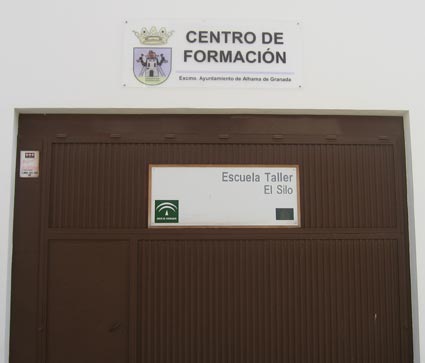 CENTRO DE
FORMACIÓN
Excmo. Ayuntamiento de Alhama de Granada
Escuela Taller
El Silo